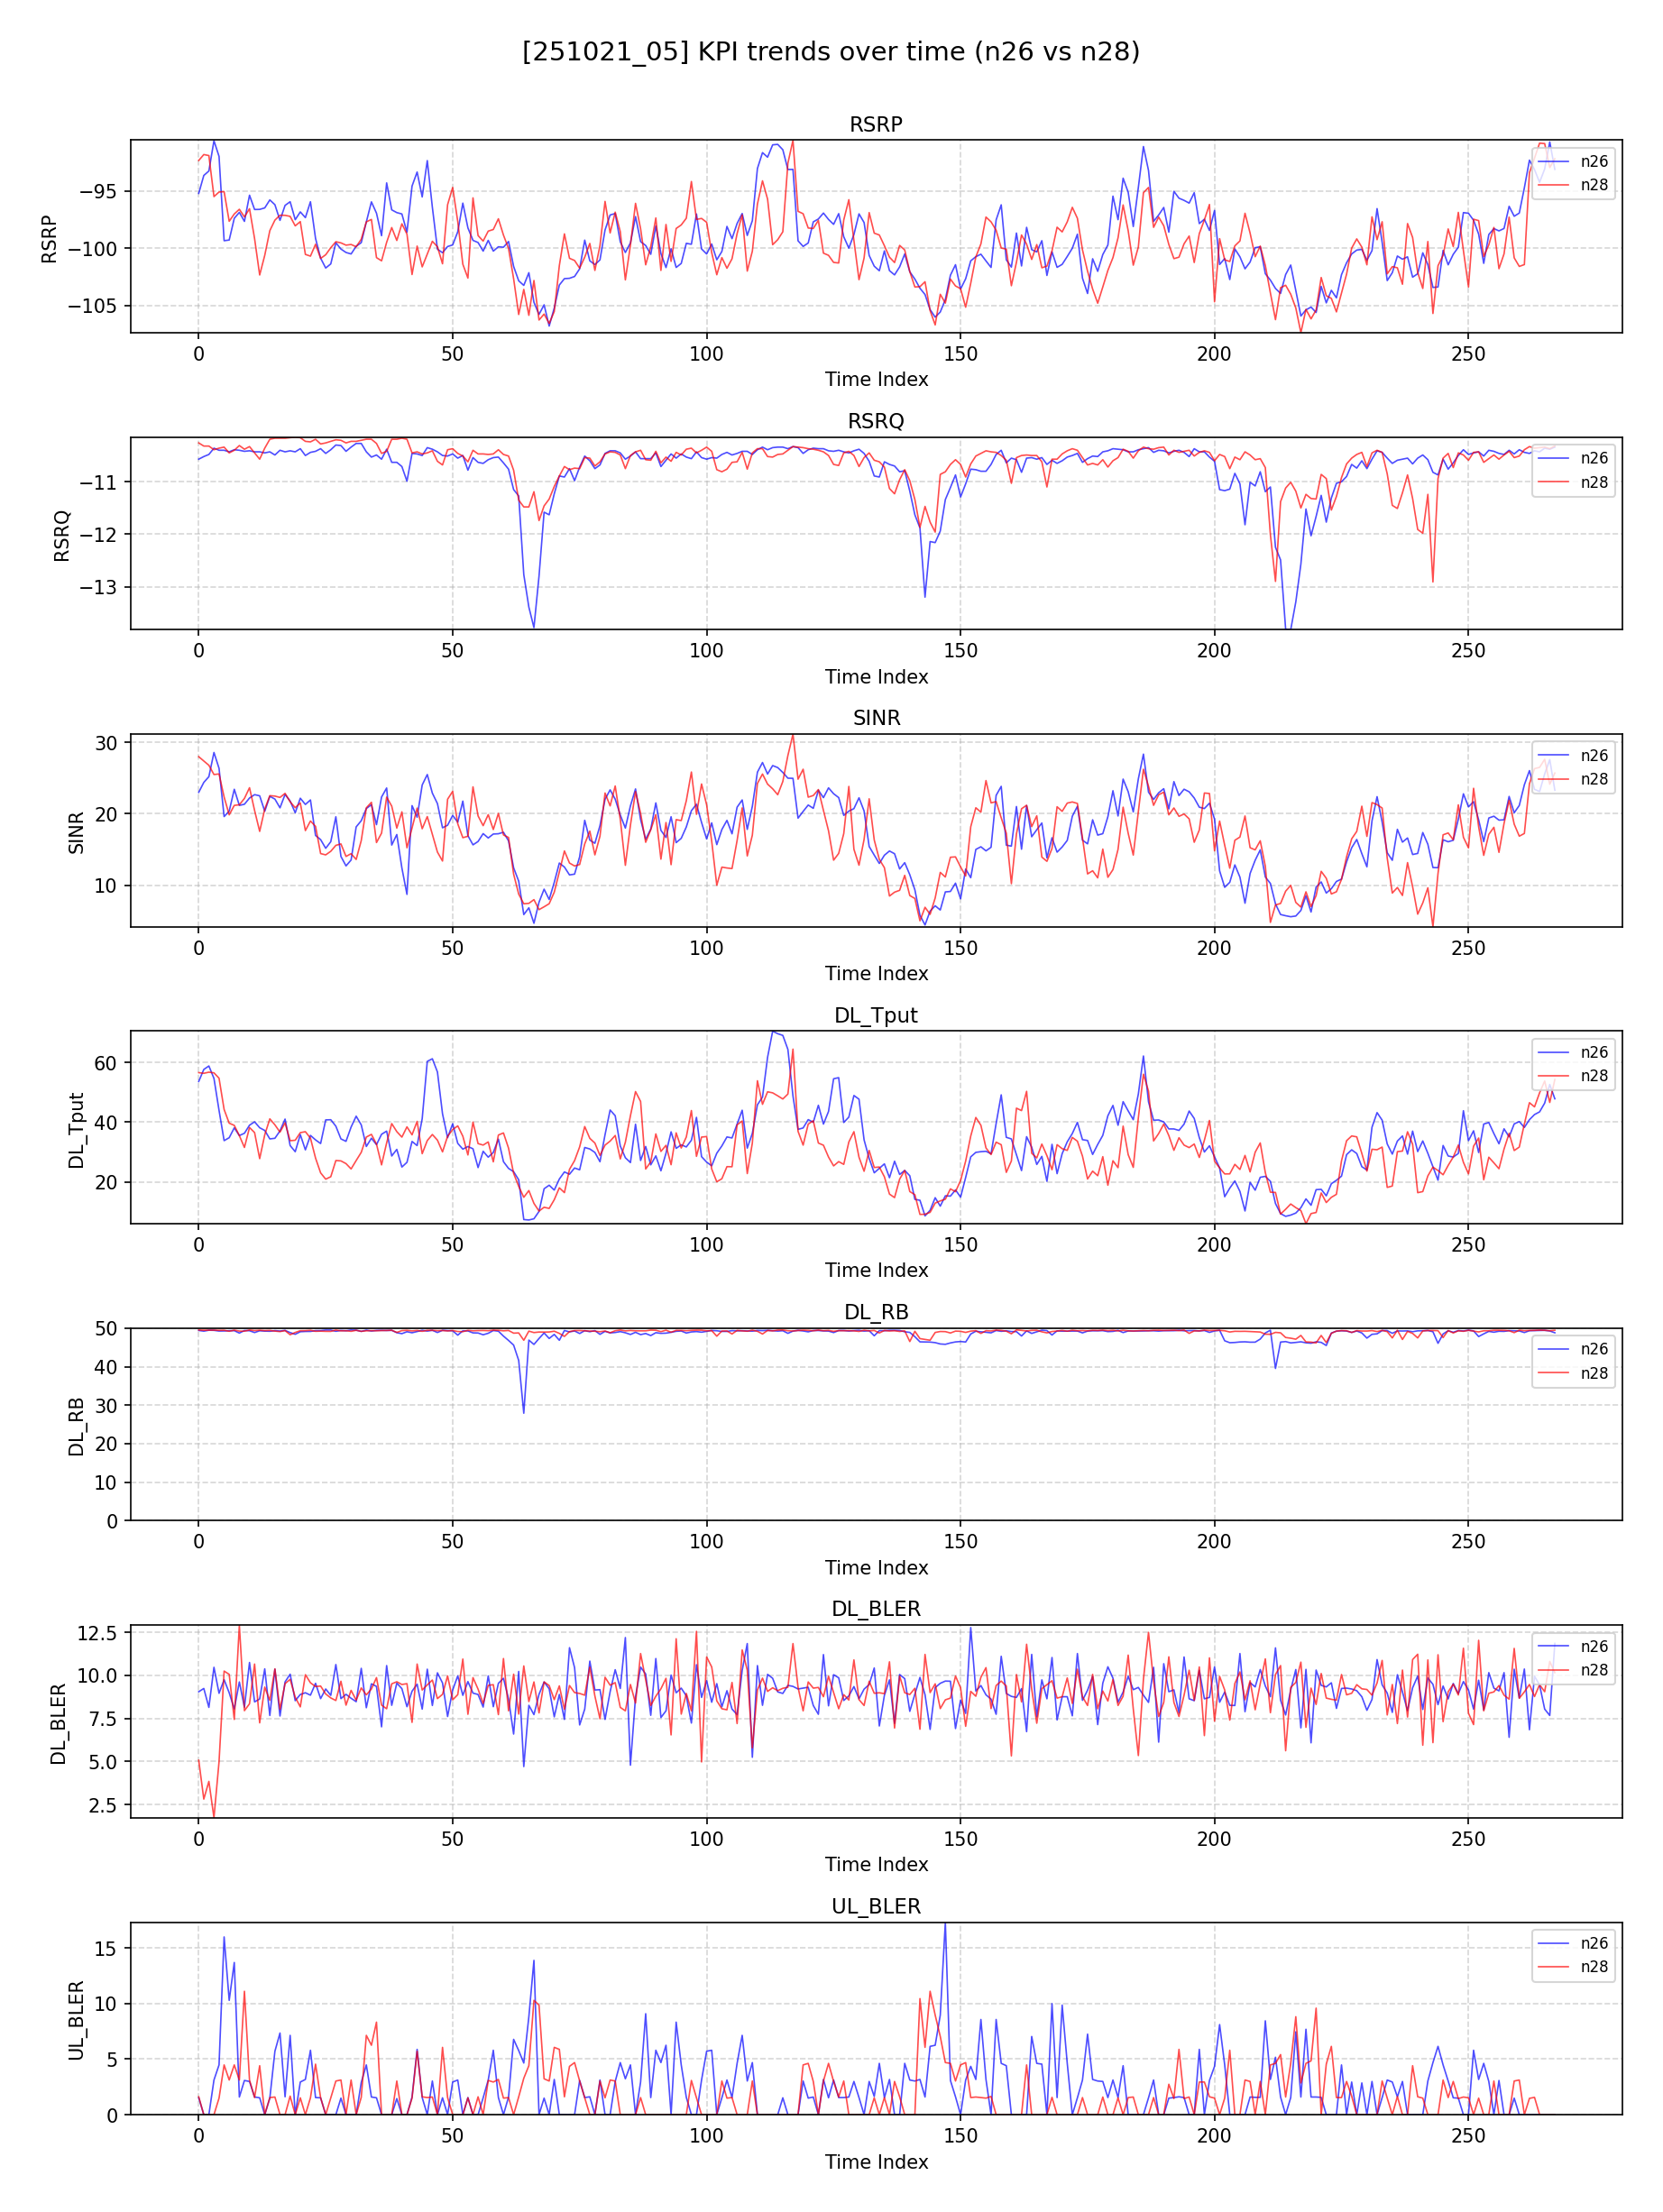 [251021_05] KPI trends over time (n26 vs n28)
RSRP
n26
n28
RSRP
−95
−100
−105
0 50 100 150 200 250
Time Index
RSRQ
n26
n28
RSRQ
−11
−12
−13
0 50 100 150 200 250
Time Index
SINR
n26
n28
SINR
30
20
10
0 50 100 150 200 250
Time Index
DL_Tput
n26
n28
DL_Tput
60
40
20
0 50 100 150 200 250
Time Index
DL_RB
n26
n28
DL_RB
50
40
30
20
10
0
0 50 100 150 200 250
Time Index
DL_BLER
n26
n28
DL_BLER
12.5
10.0
7.5
5.0
2.5
0 50 100 150 200 250
Time Index
UL_BLER
n26
n28
UL_BLER
15
10
5
0
0 50 100 150 200 250
Time Index